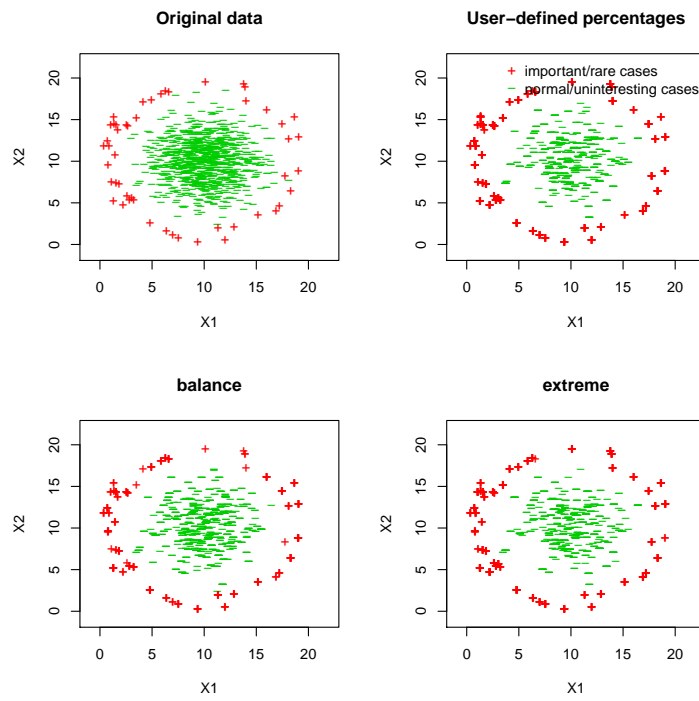 Original data
20
15
10
5
0
X2
0 5 10 15 20
X1
User−defined percentages
+ important/rare cases
− normal/uninteresting cases
20
15
10
5
0
X2
0 5 10 15 20
X1
balance
20
15
10
5
0
X2
0 5 10 15 20
X1
extreme
20
15
10
5
0
X2
0 5 10 15 20
X1